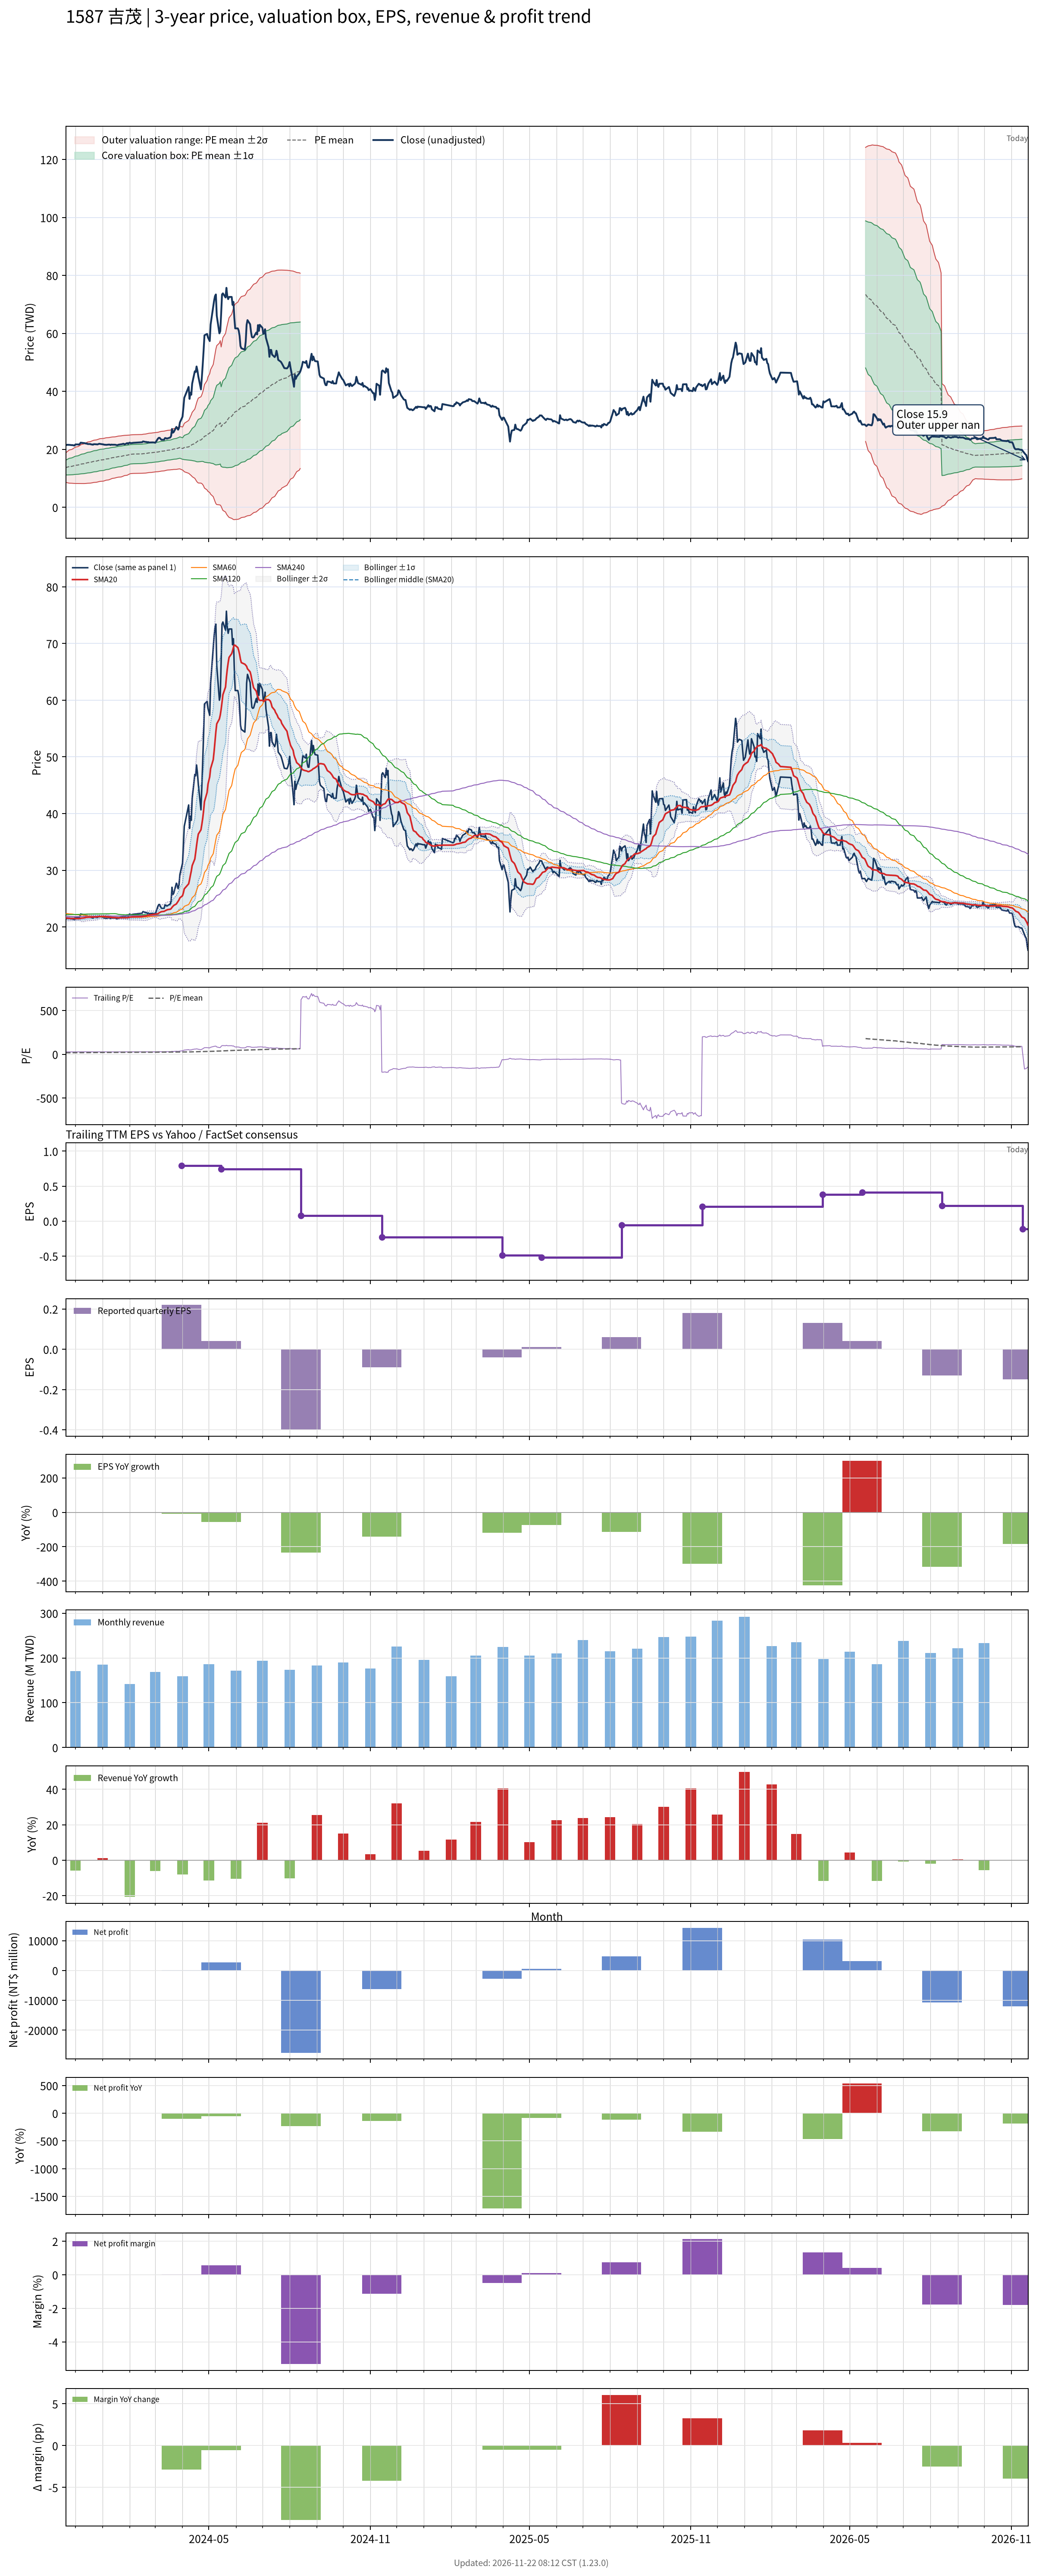 1587 吉茂 | 3-year price, valuation box, EPS, revenue & profit trend
Outer valuation range: PE mean ±2σ
PE mean
Close (unadjusted)
Core valuation box: PE mean ±1σ
Today
Price (TWD)
120
100
80
60
40
20
0
Close 15.9
Outer upper nan
Close (same as panel 1)
SMA60
SMA240
Bollinger ±1σ
SMA20
SMA120
Bollinger ±2σ
Bollinger middle (SMA20)
Price
80
70
60
50
40
30
20
Trailing P/E
P/E mean
P/E
500
0
-500
Trailing TTM EPS vs Yahoo / FactSet consensus
Today
EPS
1.0
0.5
0.0
-0.5
Reported quarterly EPS
EPS
0.2
0.0
-0.2
-0.4
EPS YoY growth
YoY (%)
200
0
-200
-400
Monthly revenue
Revenue (M TWD)
300
200
100
0
Revenue YoY growth
YoY (%)
40
20
0
-20
Month
Net profit
Net profit (NT$ million)
10000
0
-10000
-20000
Net profit YoY
YoY (%)
500
0
-500
-1000
-1500
Net profit margin
Margin (%)
2
0
-2
-4
Margin YoY change
Δ margin (pp)
5
0
-5
2024-05
2024-11
2025-05
2025-11
2026-05
2026-11
Updated: 2026-11-22 08:12 CST (1.23.0)